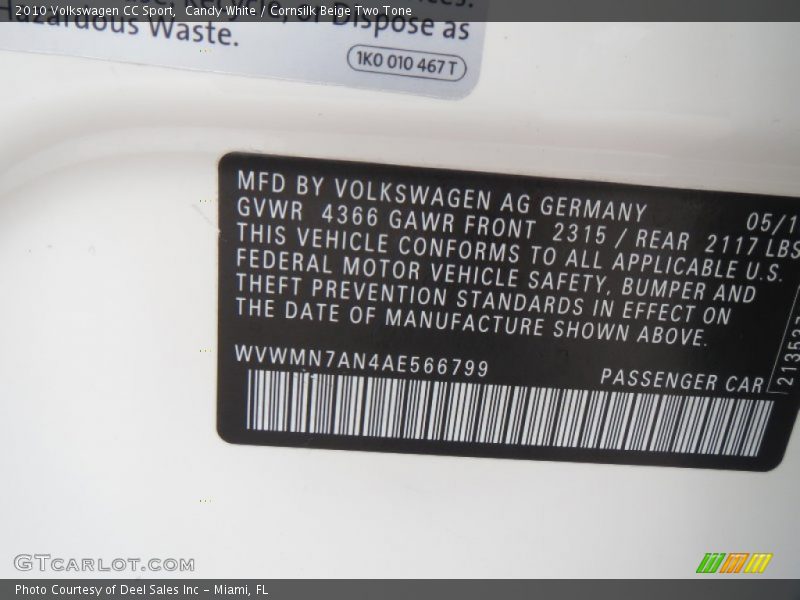 2010 Volkswagen CC Sport, Candy White / Cornsilk Beige Two Tone
Recycle, or Dispose as
Hazardous Waste.
1K0 010 467 T
MFD BY VOLKSWAGEN AG GERMANY 05/1
GVWR 4366 GAWR FRONT 2315 / REAR 2117 LBS
THIS VEHICLE CONFORMS TO ALL APPLICABLE U.S.
FEDERAL MOTOR VEHICLE SAFETY, BUMPER AND
THEFT PREVENTION STANDARDS IN EFFECT ON
THE DATE OF MANUFACTURE SHOWN ABOVE.
WVWMN7AN4AE566799
PASSENGER CAR
GTCARLOT.COM
Photo Courtesy of Deel Sales Inc – Miami, FL